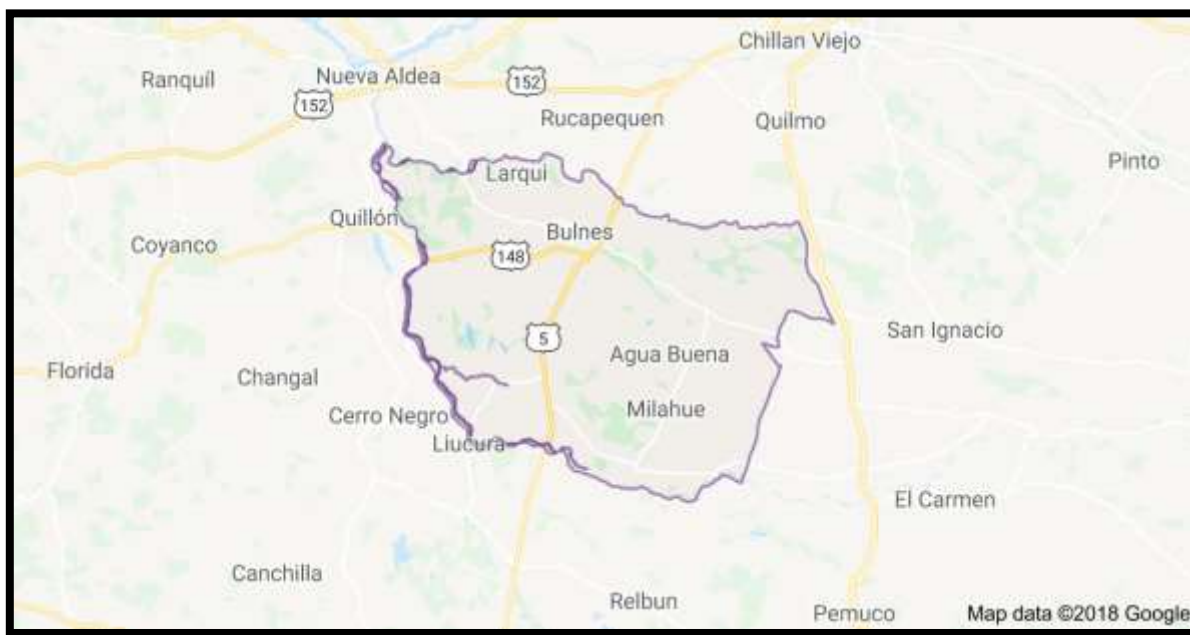 Chillan Viejo
Ranquíl
Nueva Aldea
152
152
Rucapequen
Quilmo
Pinto
Larqui
Quillón
Coyanco
Bulnes
148
San Ignacio
5
Agua Buena
Florida
Changal
Cerro Negro
Milahue
Liucura
El Carmen
Canchilla
Relbun
Pemuco
Map data ©2018 Google